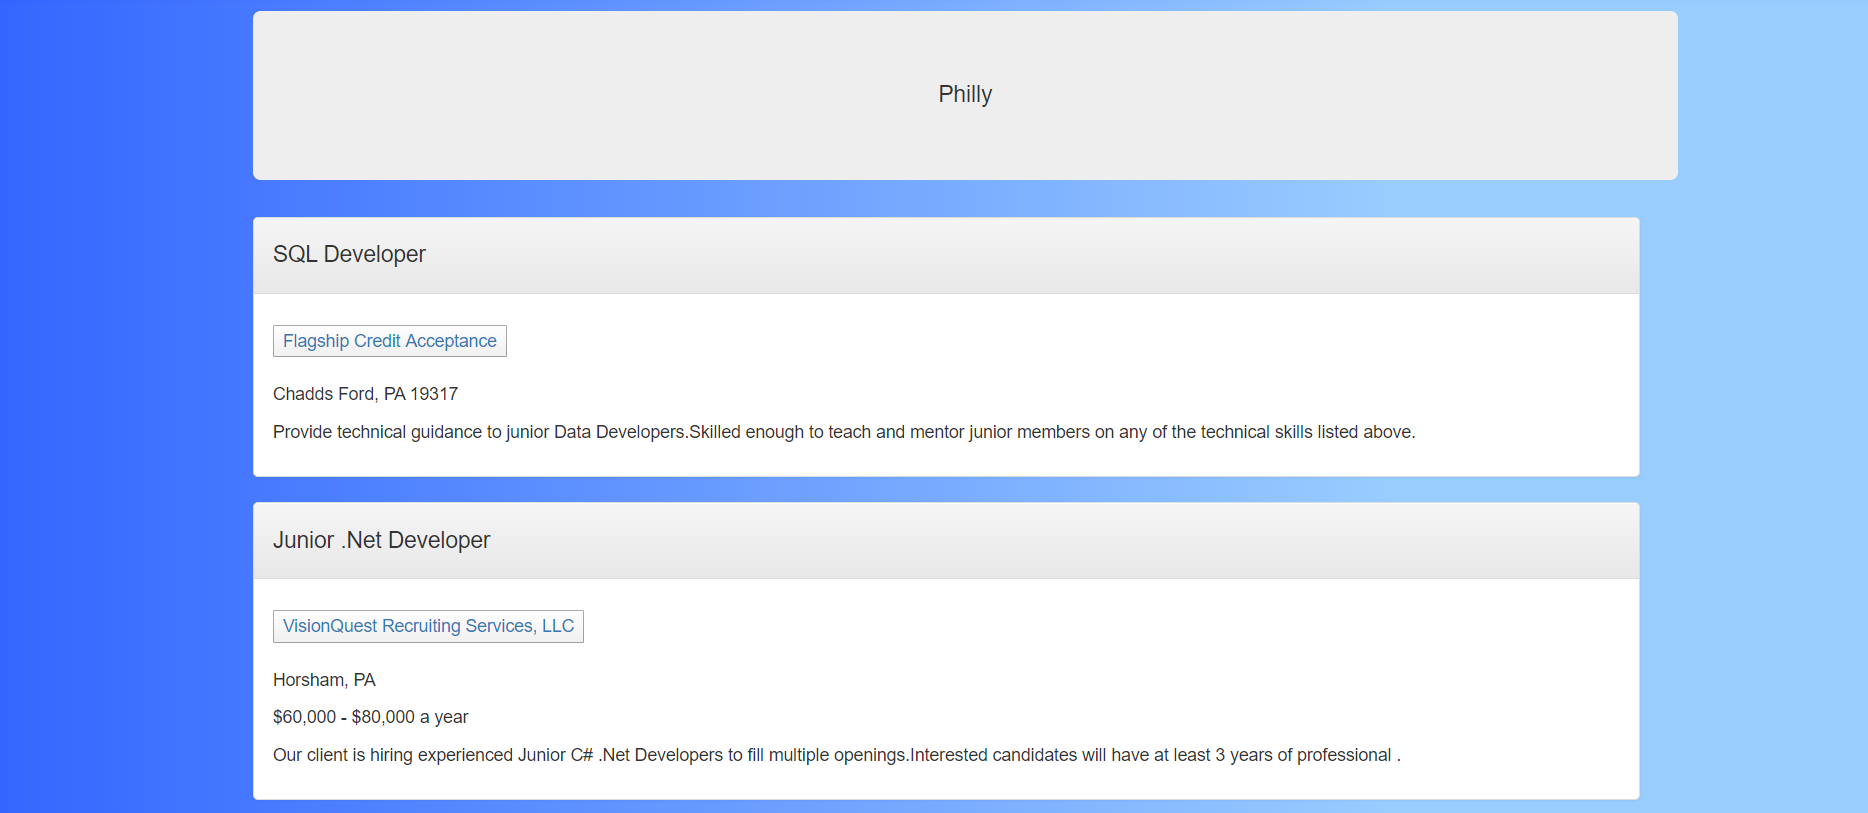 Philly
SQL Developer
Flagship Credit Acceptance
Chadds Ford, PA 19317
Provide technical guidance to junior Data Developers.Skilled enough to teach and mentor junior members on any of the technical skills listed above.
Junior .Net Developer
VisionQuest Recruiting Services, LLC
Horsham, PA
$60,000 - $80,000 a year
Our client is hiring experienced Junior C# .Net Developers to fill multiple openings.Interested candidates will have at least 3 years of professional .